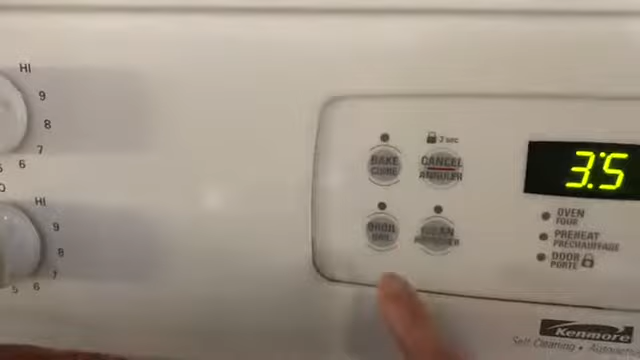 HI
9
8
7
6
HI
9
8
7
6
5
3 sec
BAKE
CUIRE
CANCEL
ANNULER
BROIL
CLEAN
3:5
OVEN
FOUR
PREHEAT
PRÉCHAUFFAGE
DOOR
PORTE
Kenmore
Self-Cleaning •